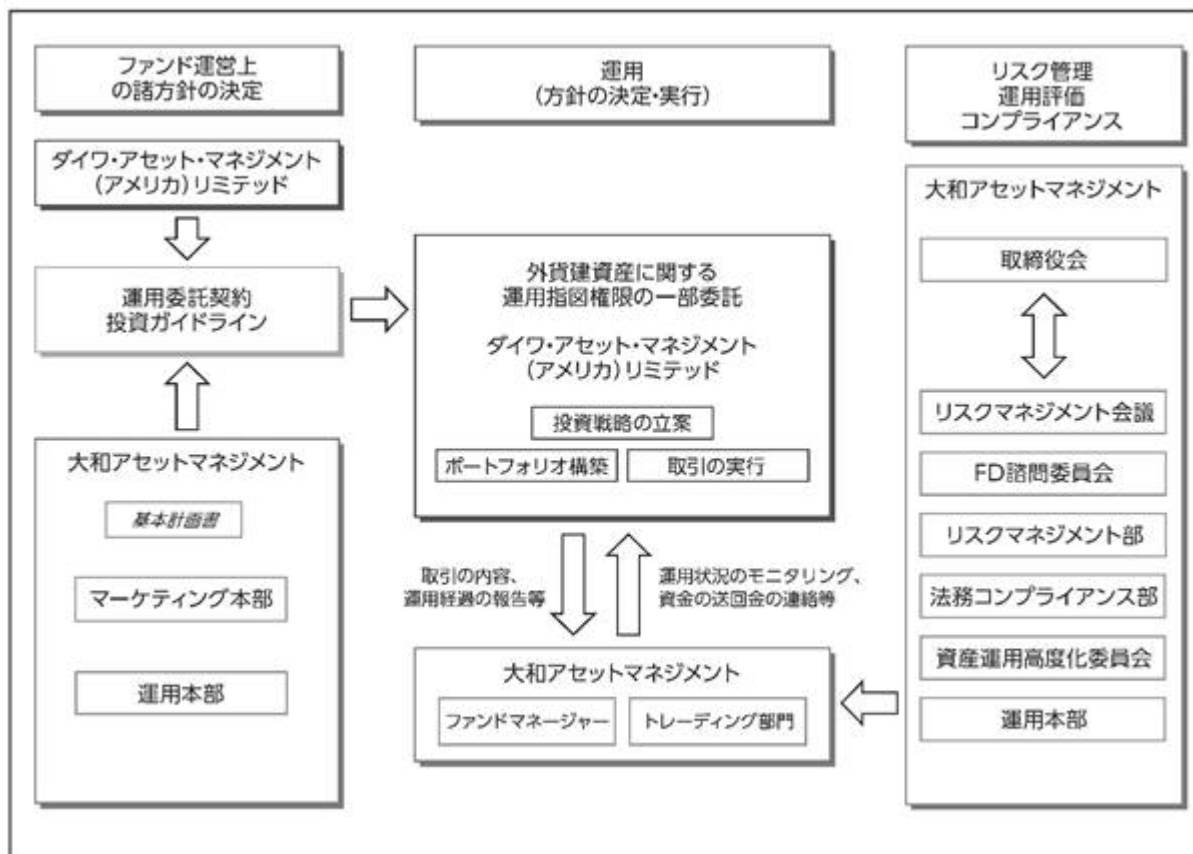 ファンド運営上
の諸方針の決定
ダイワ・アセット・マネジメント
(アメリカ)リミテッド
運用委託契約
投資ガイドライン
大和アセットマネジメント
基本計画書
マーケティング本部
運用本部
運用
(方針の決定・実行)
外貨建資産に関する
運用指図権限の一部委託
ダイワ・アセット・マネジメント
(アメリカ)リミテッド
投資戦略の立案
ポートフォリオ構築
取引の実行
取引の内容、
運用経過の報告等
運用状況のモニタリング、
資金の送回金の連絡等
大和アセットマネジメント
ファンドマネージャー
トレーディング部門
リスク管理
運用評価
コンプライアンス
大和アセットマネジメント
取締役会
リスクマネジメント会議
FD諮問委員会
リスクマネジメント部
法務コンプライアンス部
資産運用高度化委員会
運用本部